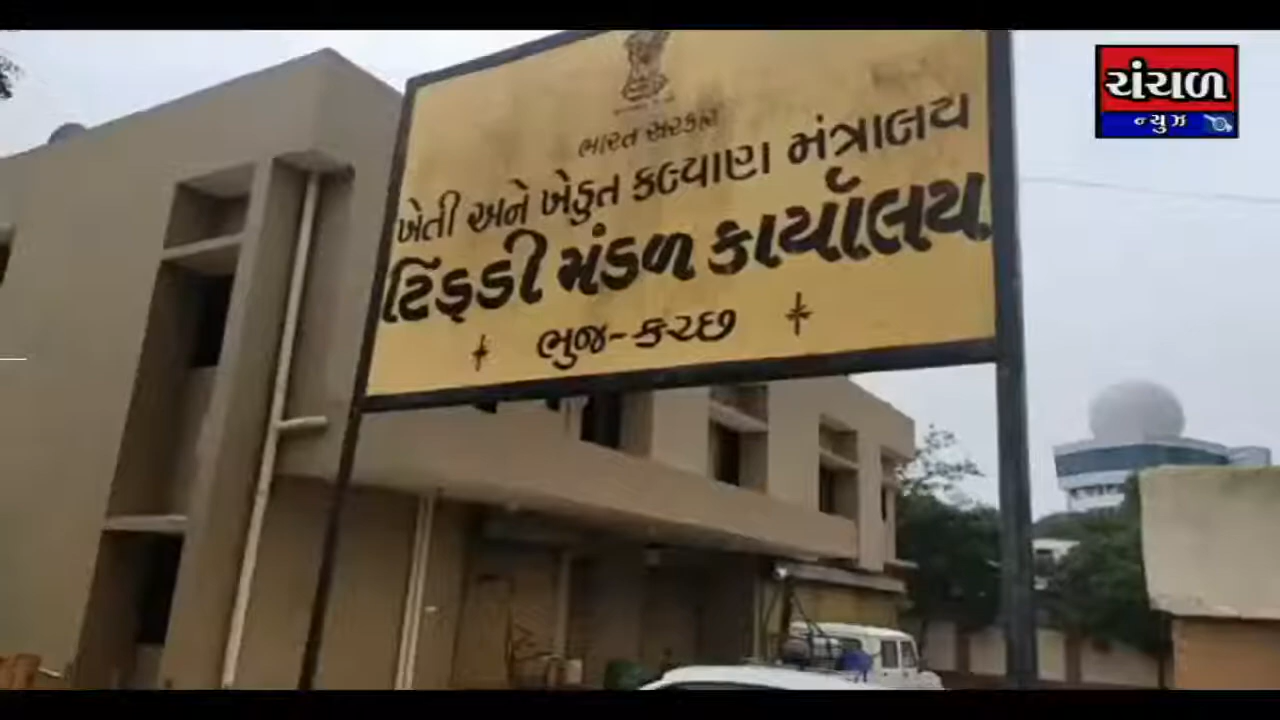 ચંચળ
ન્યુઝ
ભારત સરકાર
ખેતી અને ખેડુત કલ્યાણ મંત્રાલય
ટિડ્ડી મંડળ કાર્યાલય
ભુજ-કચ્છ